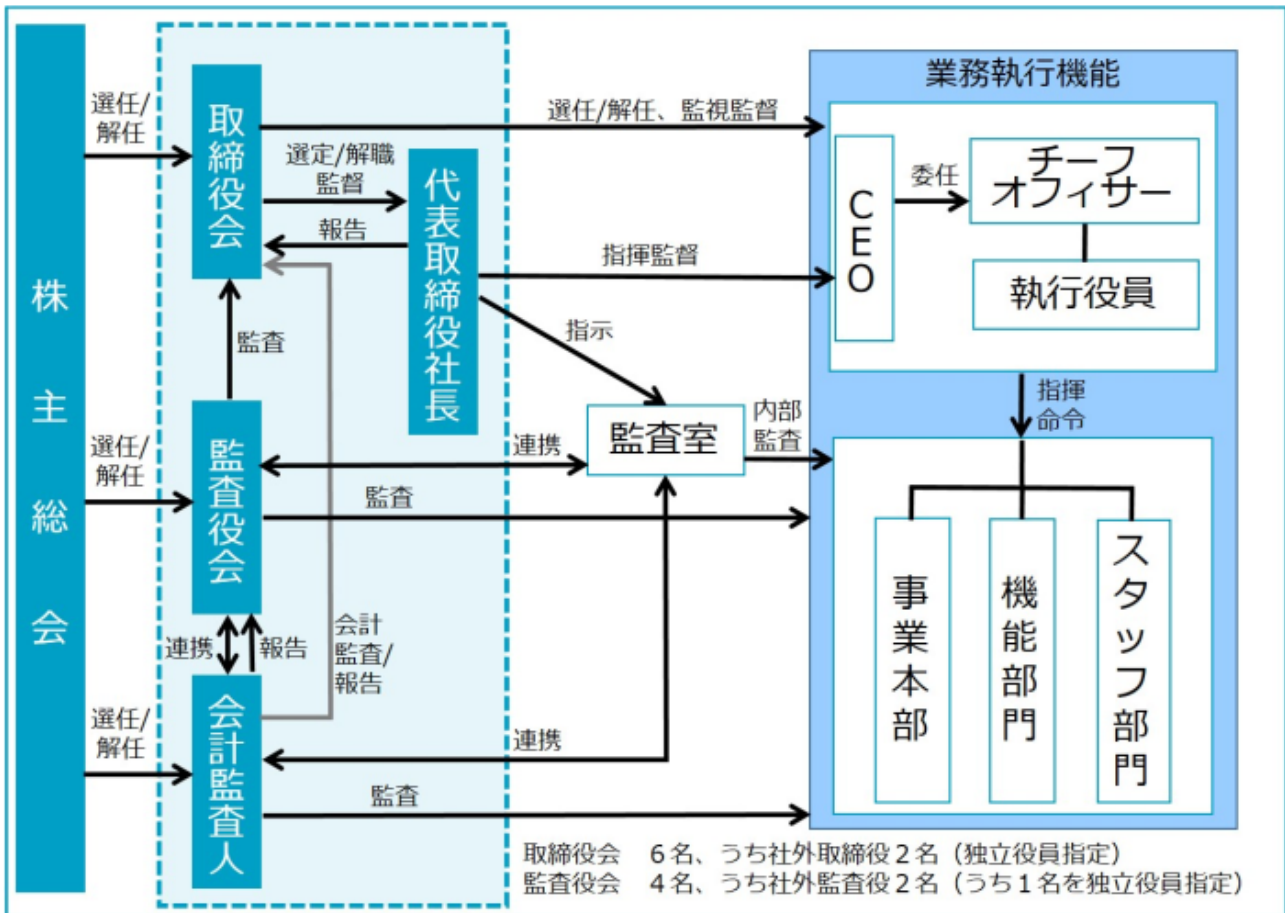 株主総会
選任/
解任
選任/
解任
選任/
解任
取締役会
監査役会
会計監査人
選定/解職
監督
報告
代表取締役社長
監査
連携
報告
会計
監査/
報告
選任/解任、監視監督
指揮監督
指示
監査室
連携
内部
監査
監査
連携
監査
業務執行機能
CEO
委任
チーフ
オフィサー
執行役員
指揮
命令
事業本部
機能部門
スタッフ部門
取締役会　6名、うち社外取締役2名（独立役員指定）
監査役会　4名、うち社外監査役2名（うち1名を独立役員指定）